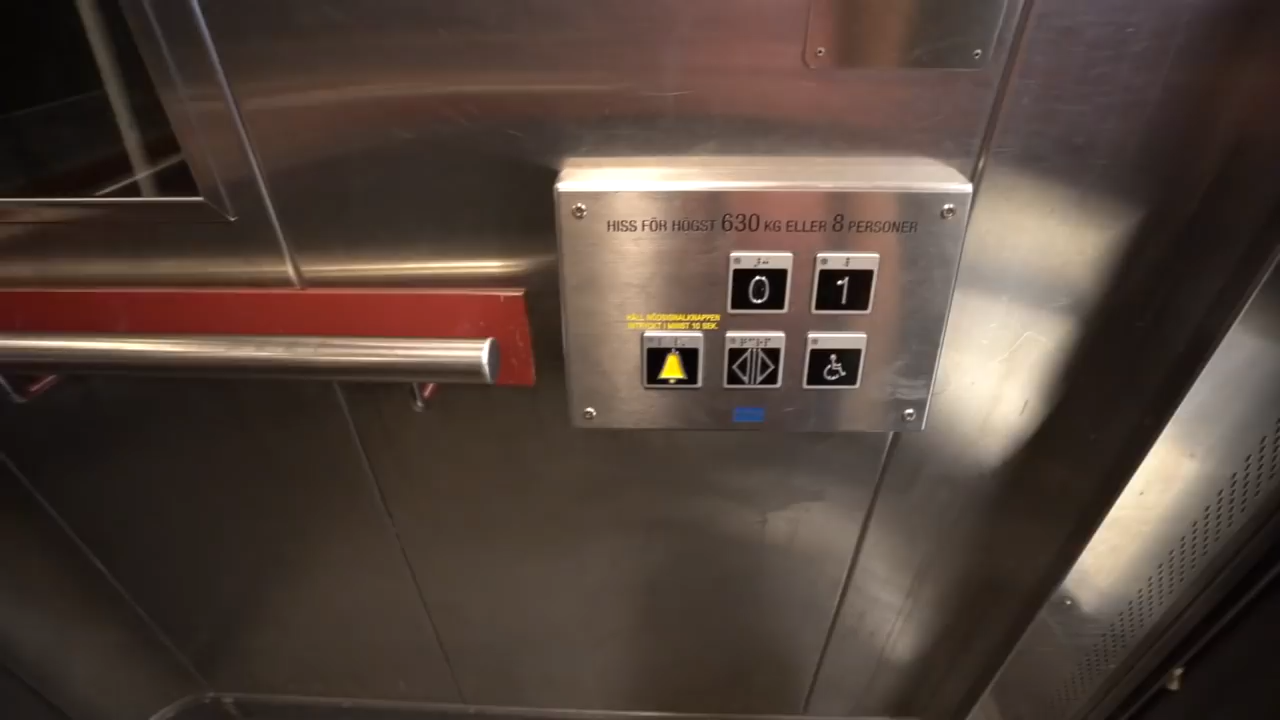 HISS FÖR HÖGST 630 KG ELLER 8 PERSONER
0 1
HÅLL NÖDSIGNALKNAPPEN
INTRYCKT I MINST 10 SEK.